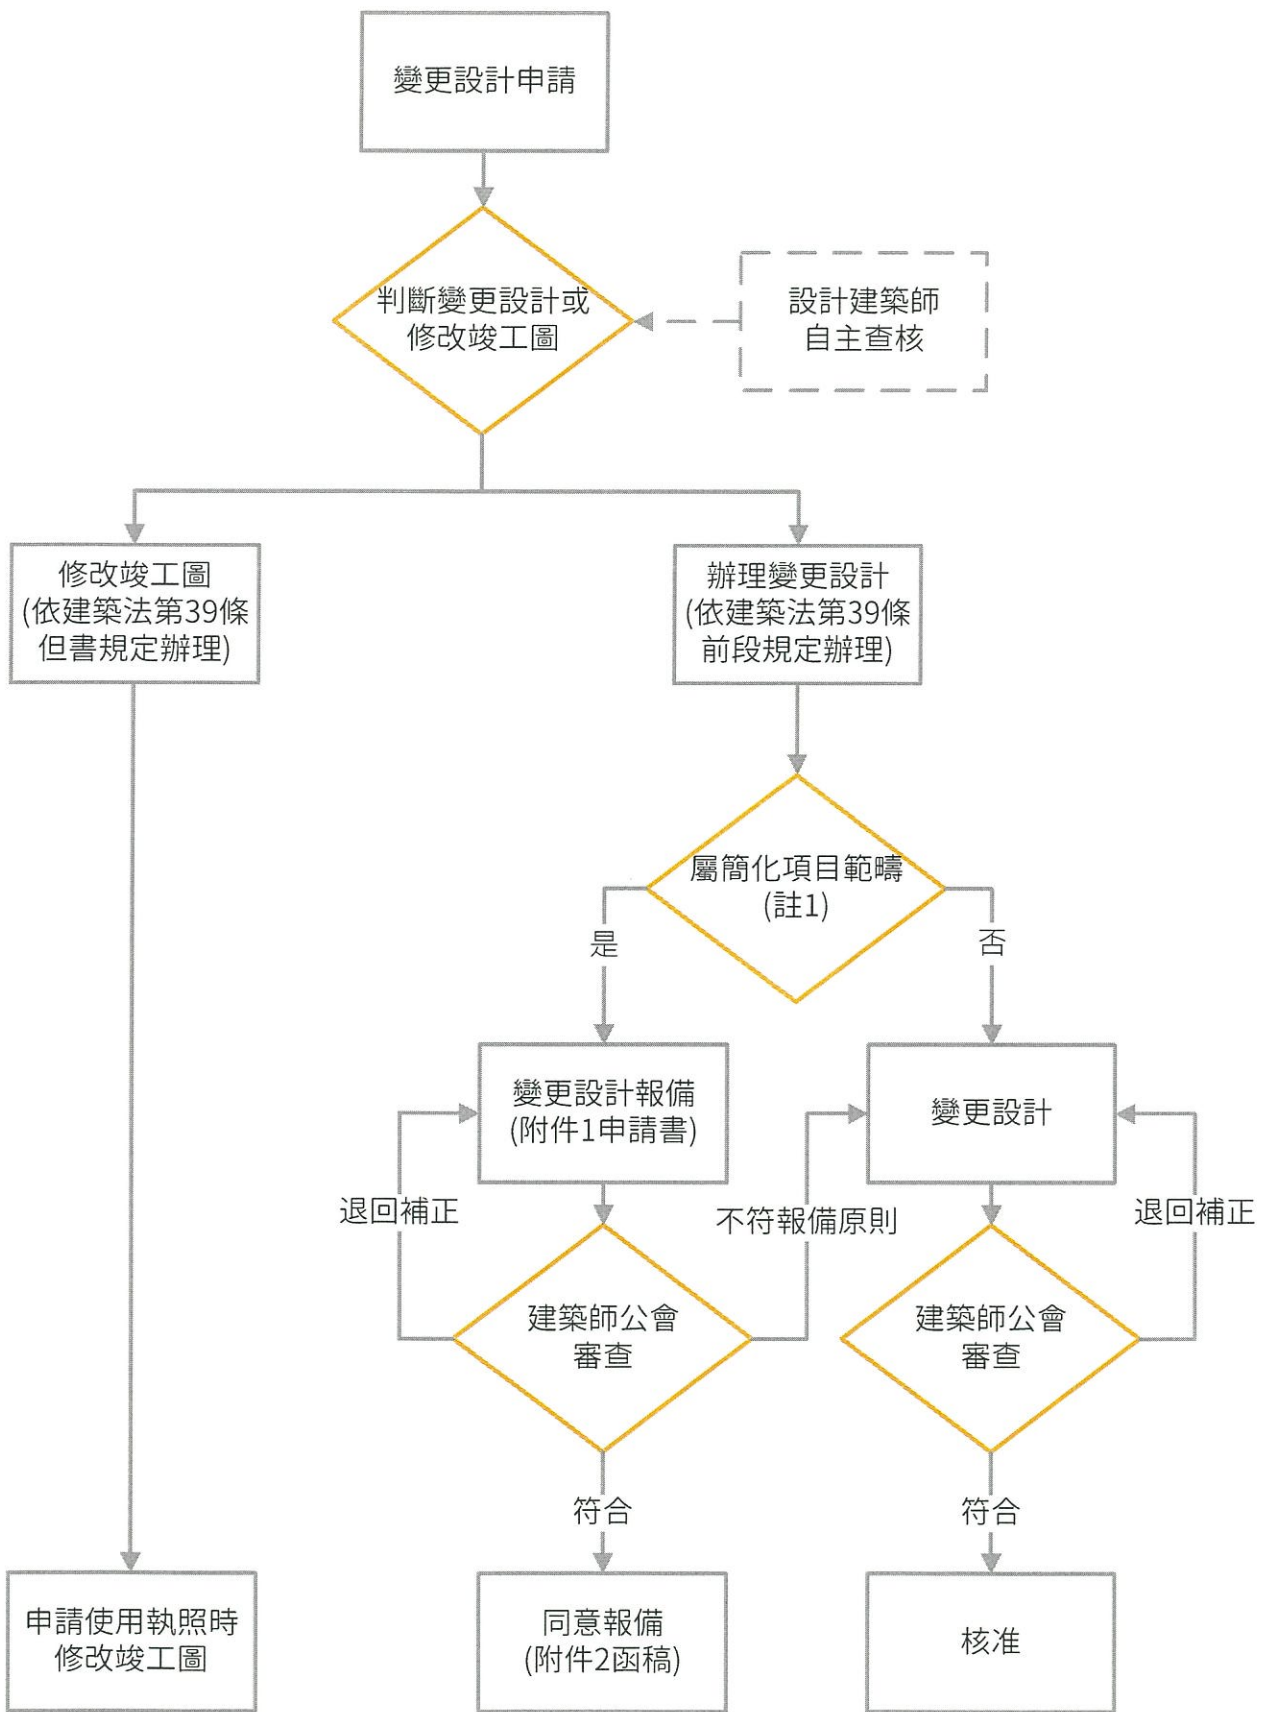 變更設計申請
判斷變更設計或
修改竣工圖
設計建築師
自主查核
修改竣工圖
(依建築法第39條
但書規定辦理)
辦理變更設計
(依建築法第39條
前段規定辦理)
屬簡化項目範疇
(註1)
是
否
變更設計報備
(附件1申請書)
變更設計
退回補正
不符報備原則
退回補正
建築師公會
審查
建築師公會
審查
符合
符合
申請使用執照時
修改竣工圖
同意報備
(附件2函稿)
核准